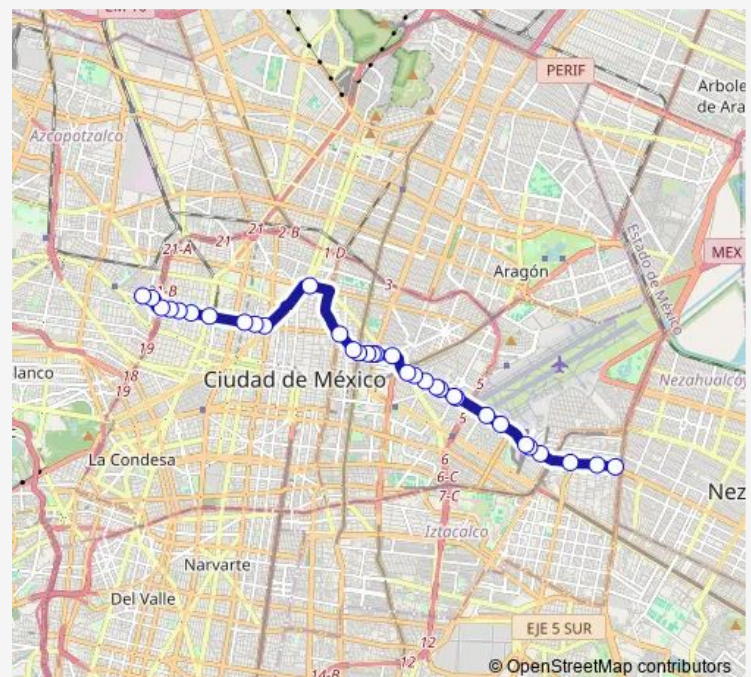 PERIF
Arbole
de Ara
Azcapotzalco
21-A
21
21
2-B
1-D
3
Aragón
Estado de México
MEX
1-B
19
lanco
18
19
Ciudad de México
5
5
Nezahualcó
La Condesa
6
6-C
7-C
Nez
Iztacalco
Narvarte
Del Valle
EJE 5 SUR
12
12
14-B
© OpenStreetMap contributors